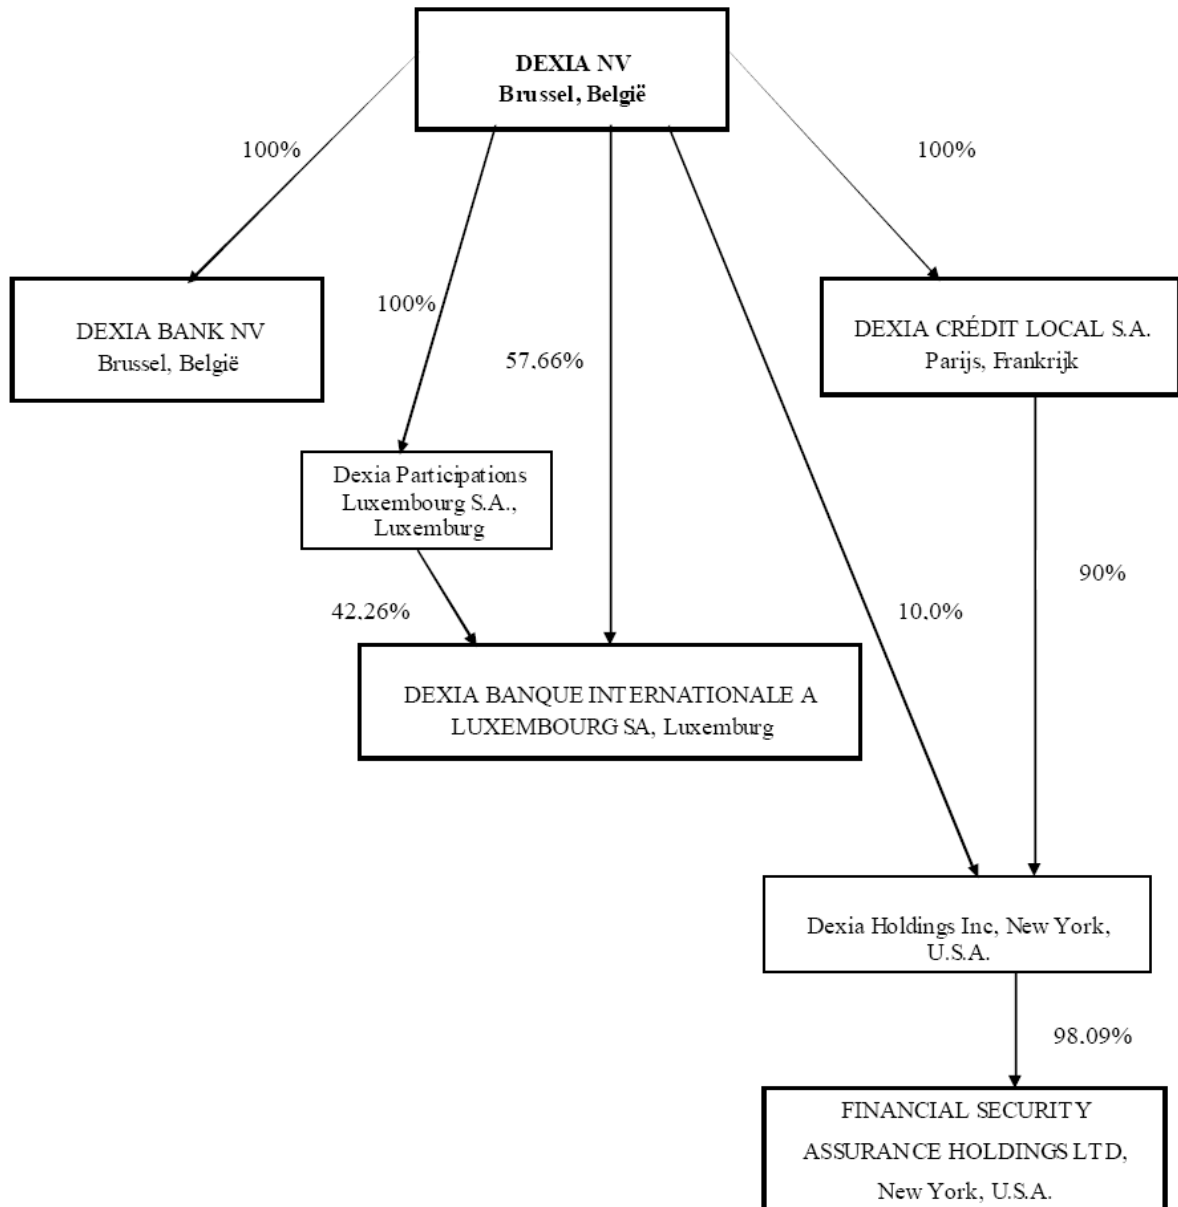 DEXIA NV
Brussel, België
100%
100%
DEXIA BANK NV
Brussel, België
100%
DEXIA CRÉDIT LOCAL S.A.
Parijs, Frankrijk
57.66%
Dexia Participations
Luxembourg S.A.,
Luxemburg
90%
42.26%
10.0%
DEXIA BANQUE INTERNATIONALE A
LUXEMBOURG SA, Luxemburg
Dexia Holdings Inc, New York,
U.S.A.
98.09%
FINANCIAL SECURITY
ASSURANCE HOLDINGS LTD,
New York, U.S.A.